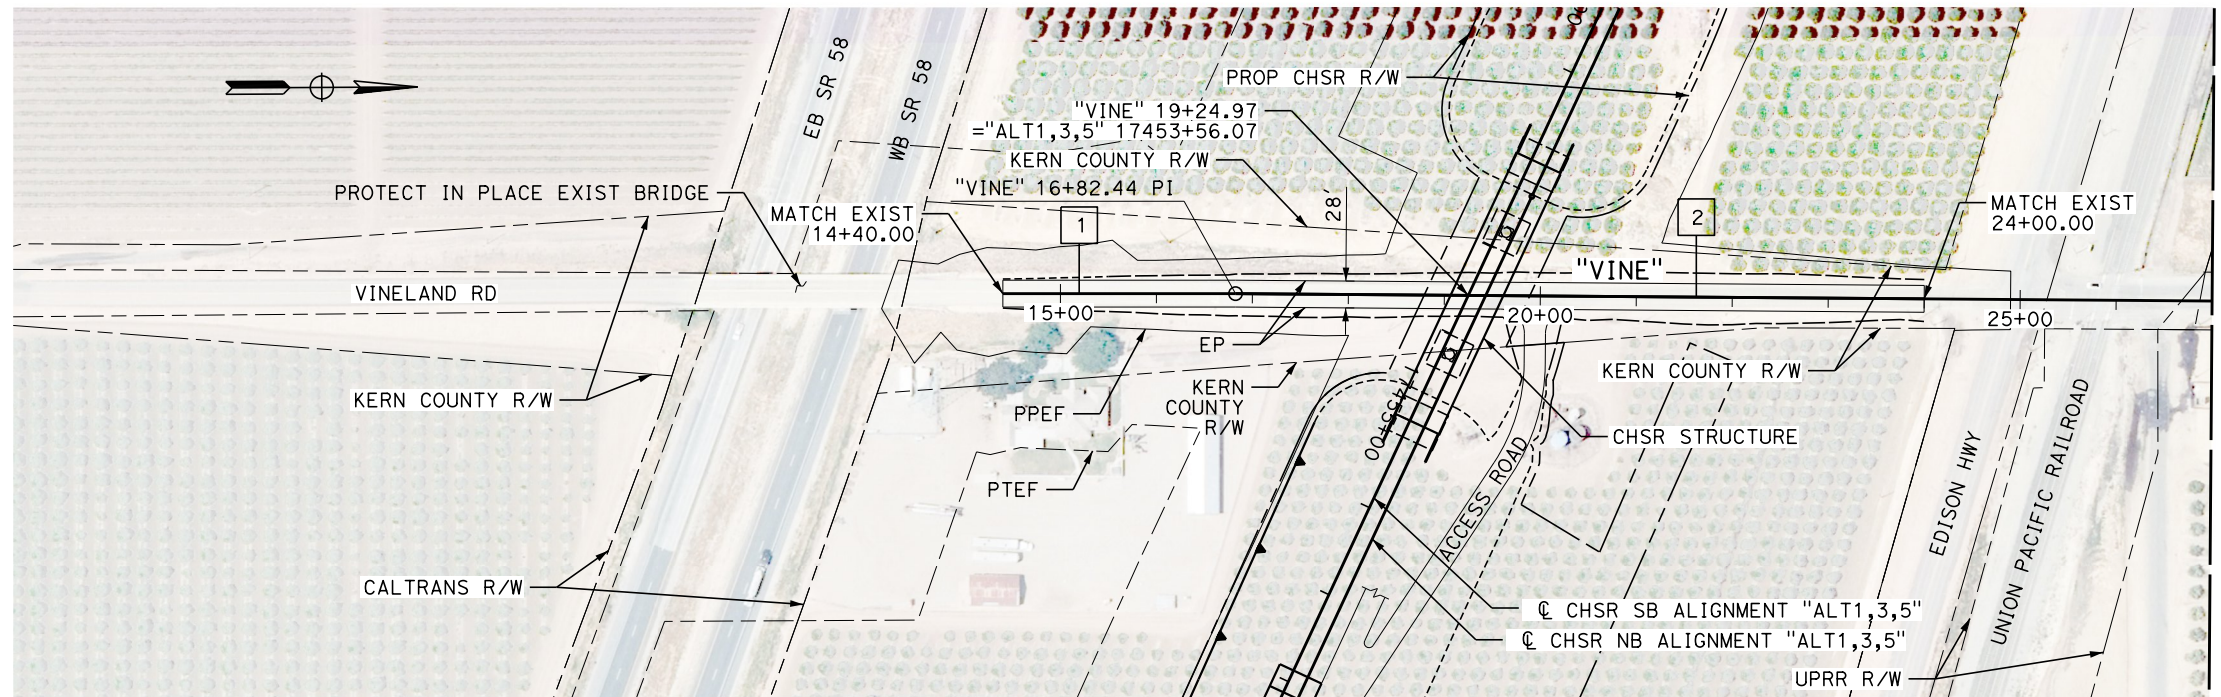 EB SR 58
WB SR 58
PROP CHSR R/W
"VINE" 19+24.97
="ALT1,3,5" 17453+56.07
KERN COUNTY R/W
"VINE" 16+82.44 PI
PROTECT IN PLACE EXIST BRIDGE
MATCH EXIST
14+40.00
1
28'
2
MATCH EXIST
24+00.00
"VINE"
VINELAND RD
15+00
20+00
25+00
EP
KERN COUNTY R/W
KERN COUNTY R/W
PPEF
KERN
COUNTY
R/W
CHSR STRUCTURE
PTEF
ACCESS ROAD
EDISON HWY
UNION PACIFIC RAILROAD
CALTRANS R/W
℄ CHSR SB ALIGNMENT "ALT1,3,5"
℄ CHSR NB ALIGNMENT "ALT1,3,5"
UPRR R/W